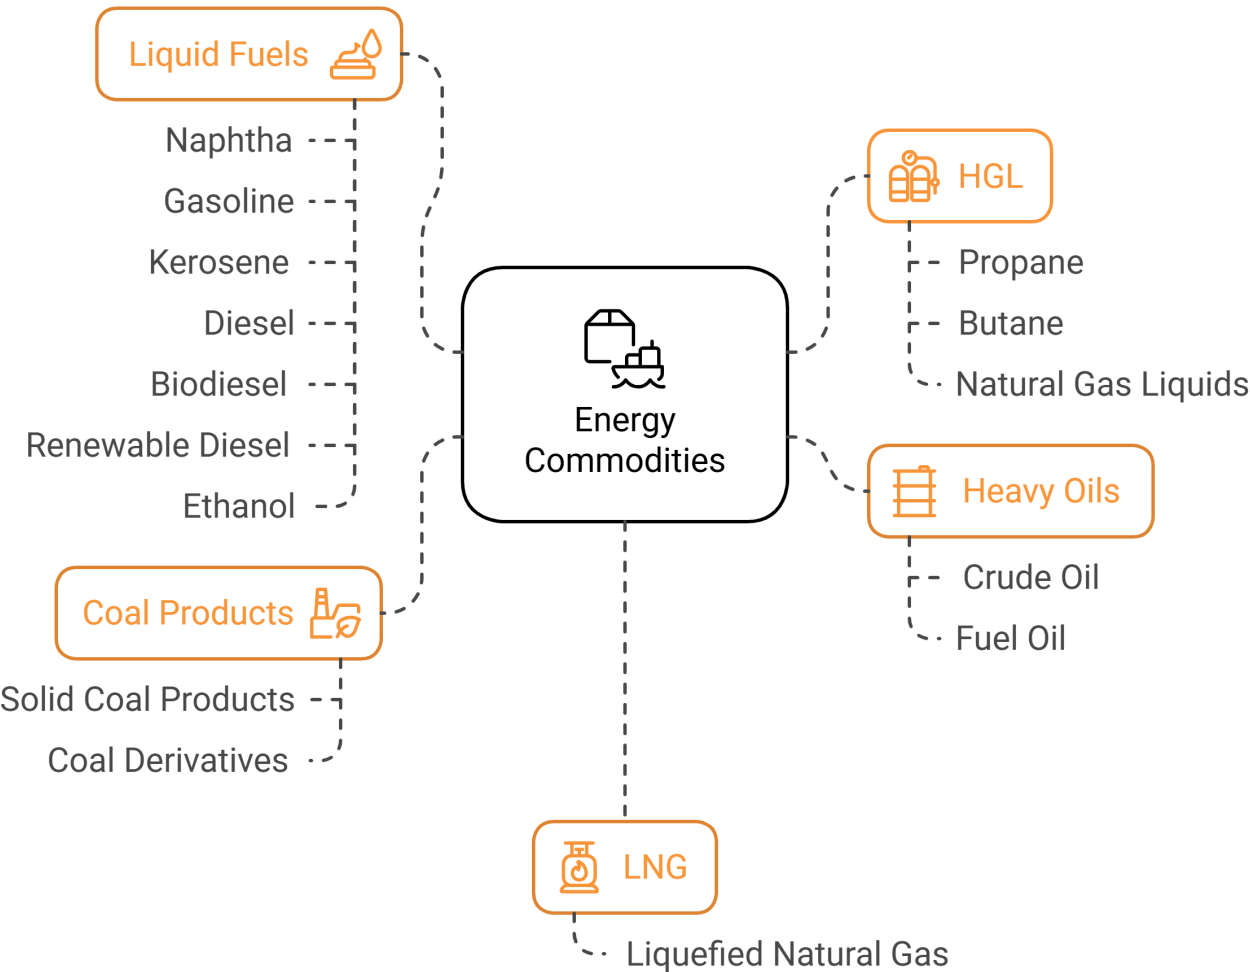 Liquid Fuels
Naphtha
Gasoline
Kerosene
Diesel
Biodiesel
Renewable Diesel
Ethanol
Coal Products
Solid Coal Products
Coal Derivatives
Energy
Commodities
HGL
Propane
Butane
Natural Gas Liquids
Heavy Oils
Crude Oil
Fuel Oil
LNG
Liquefied Natural Gas